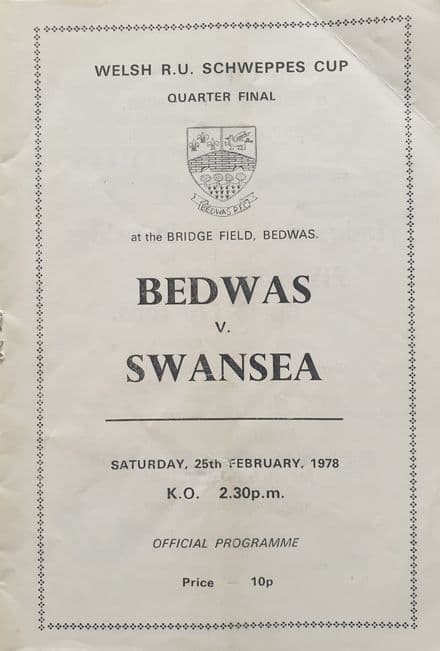 WELSH R.U. SCHWEPPES CUP
QUARTER FINAL
BEDWAS R.F.C.
at the BRIDGE FIELD, BEDWAS.
BEDWAS
V.
SWANSEA
SATURDAY, 25th FEBRUARY, 1978
K.O. 2.30p.m.
OFFICIAL PROGRAMME
Price — 10p